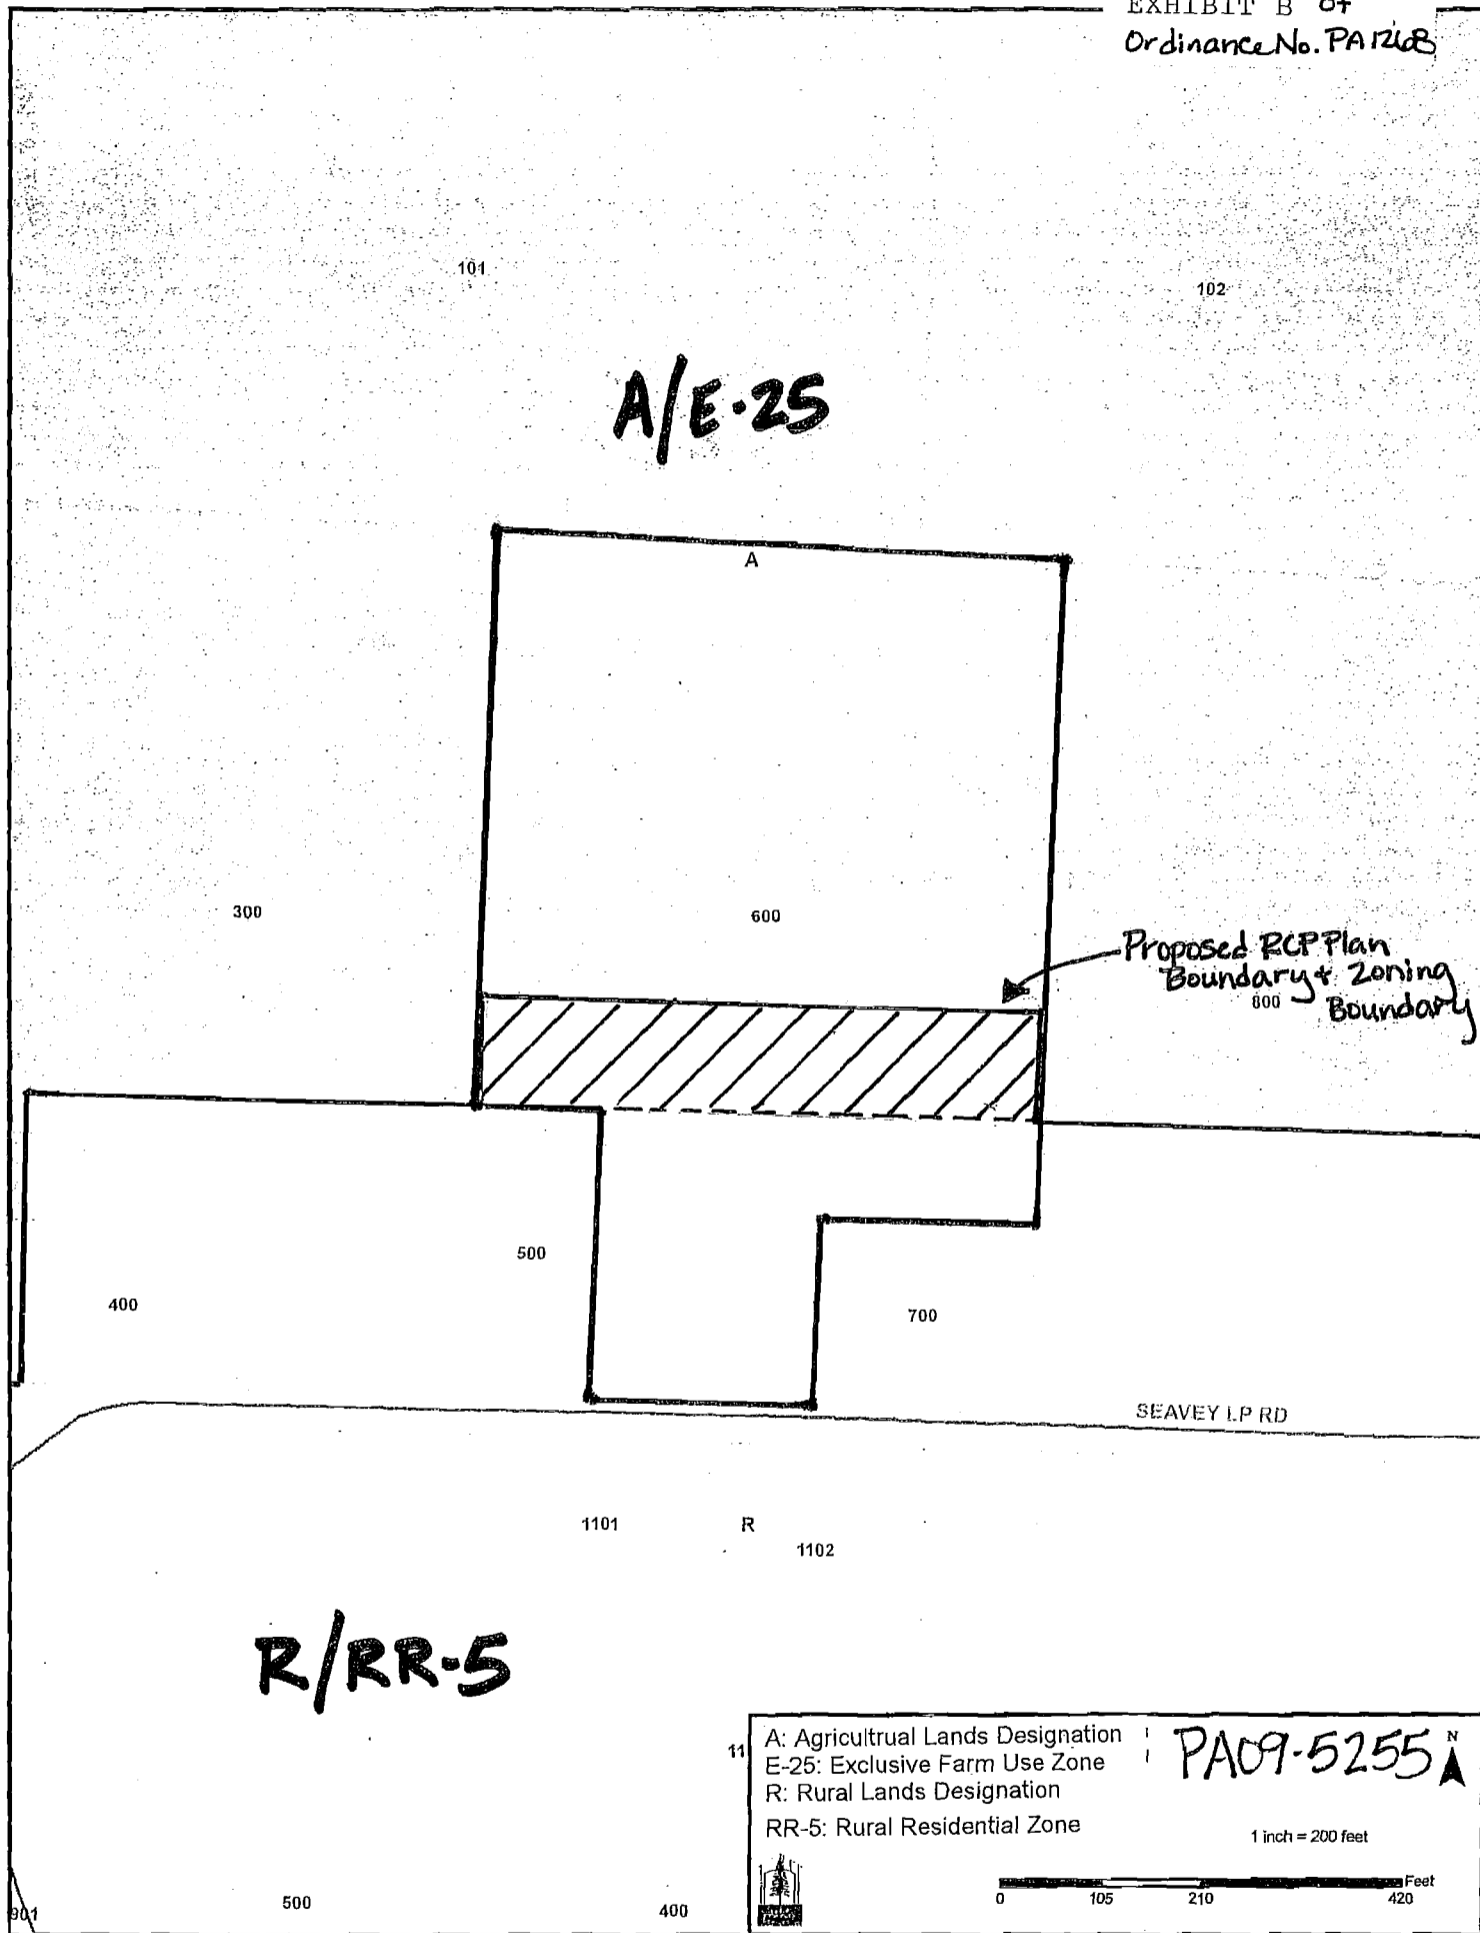 EXHIBIT B of
Ordinance No. PA1268
101
102
A/E-25
A
300
600
Proposed RCP Plan
Boundary & Zoning
800
Boundary
500
400
700
SEAVEY LP RD
1101
R
1102
R/RR-5
11
A: Agricultrual Lands Designation
E-25: Exclusive Farm Use Zone
R: Rural Lands Designation
RR-5: Rural Residential Zone
PA09-5255
N
1 inch = 200 feet
Feet
0 105 210 420
901
500
400